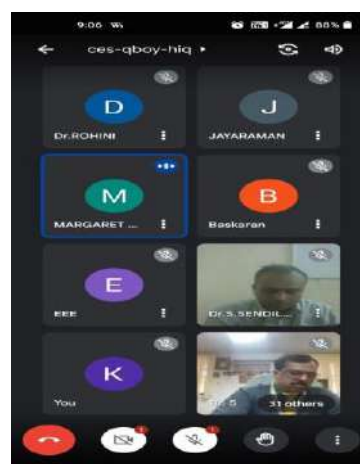 9:06
88%
ces-qboy-hiq
D
J
Dr.ROHINI
JAYARAMAN
M
B
MARGARET ...
Baskaran
E
EEE
Dr.S.SENDIL...
K
You
31 others